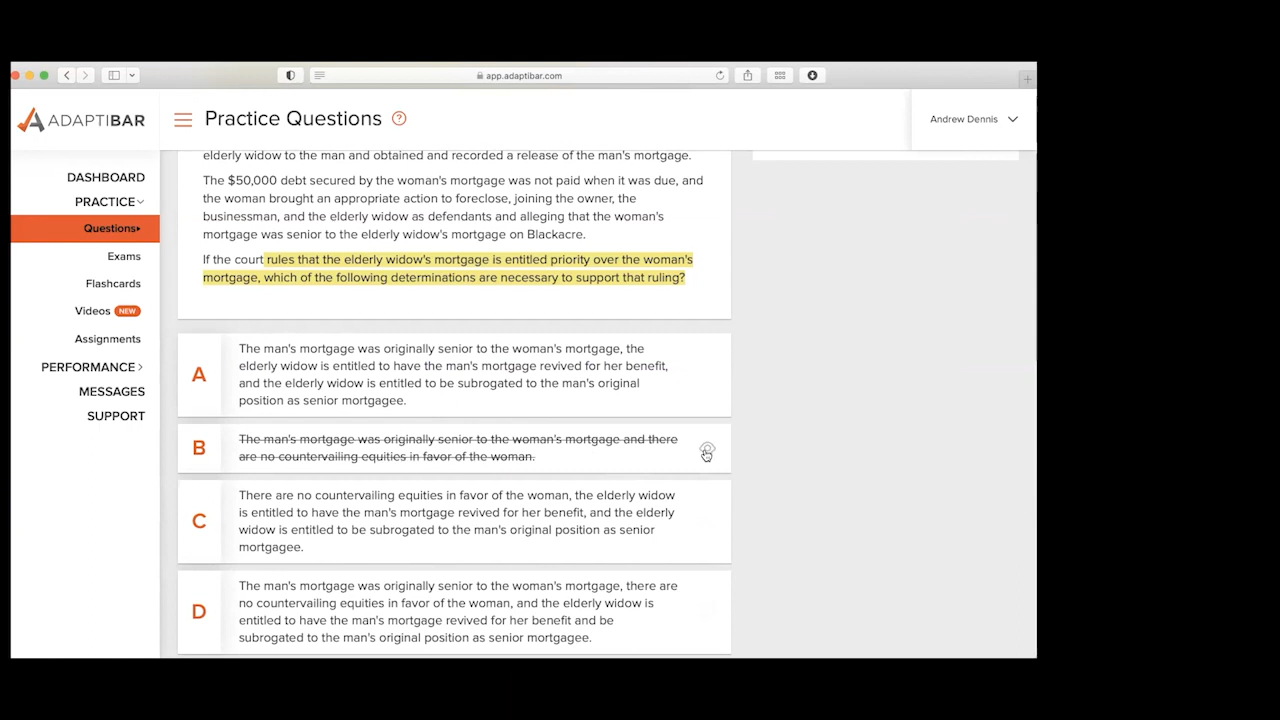 app.adaptibar.com
ADAPTIBAR
Practice Questions
Andrew Dennis
DASHBOARD
PRACTICE
Questions
Exams
Flashcards
Videos NEW
Assignments
PERFORMANCE
MESSAGES
SUPPORT
elderly widow to the man and obtained and recorded a release of the man's mortgage.
The $50,000 debt secured by the woman's mortgage was not paid when it was due, and
the woman brought an appropriate action to foreclose, joining the owner, the
businessman, and the elderly widow as defendants and alleging that the woman's
mortgage was senior to the elderly widow's mortgage on Blackacre.
If the court rules that the elderly widow's mortgage is entitled priority over the woman's
mortgage, which of the following determinations are necessary to support that ruling?
A
The man's mortgage was originally senior to the woman's mortgage, the
elderly widow is entitled to have the man's mortgage revived for her benefit,
and the elderly widow is entitled to be subrogated to the man's original
position as senior mortgagee.
B
The man's mortgage was originally senior to the woman's mortgage and there
are no countervailing equities in favor of the woman.
C
There are no countervailing equities in favor of the woman, the elderly widow
is entitled to have the man's mortgage revived for her benefit, and the elderly
widow is entitled to be subrogated to the man's original position as senior
mortgagee.
D
The man's mortgage was originally senior to the woman's mortgage, there are
no countervailing equities in favor of the woman, and the elderly widow is
entitled to have the man's mortgage revived for her benefit and be
subrogated to the man's original position as senior mortgagee.